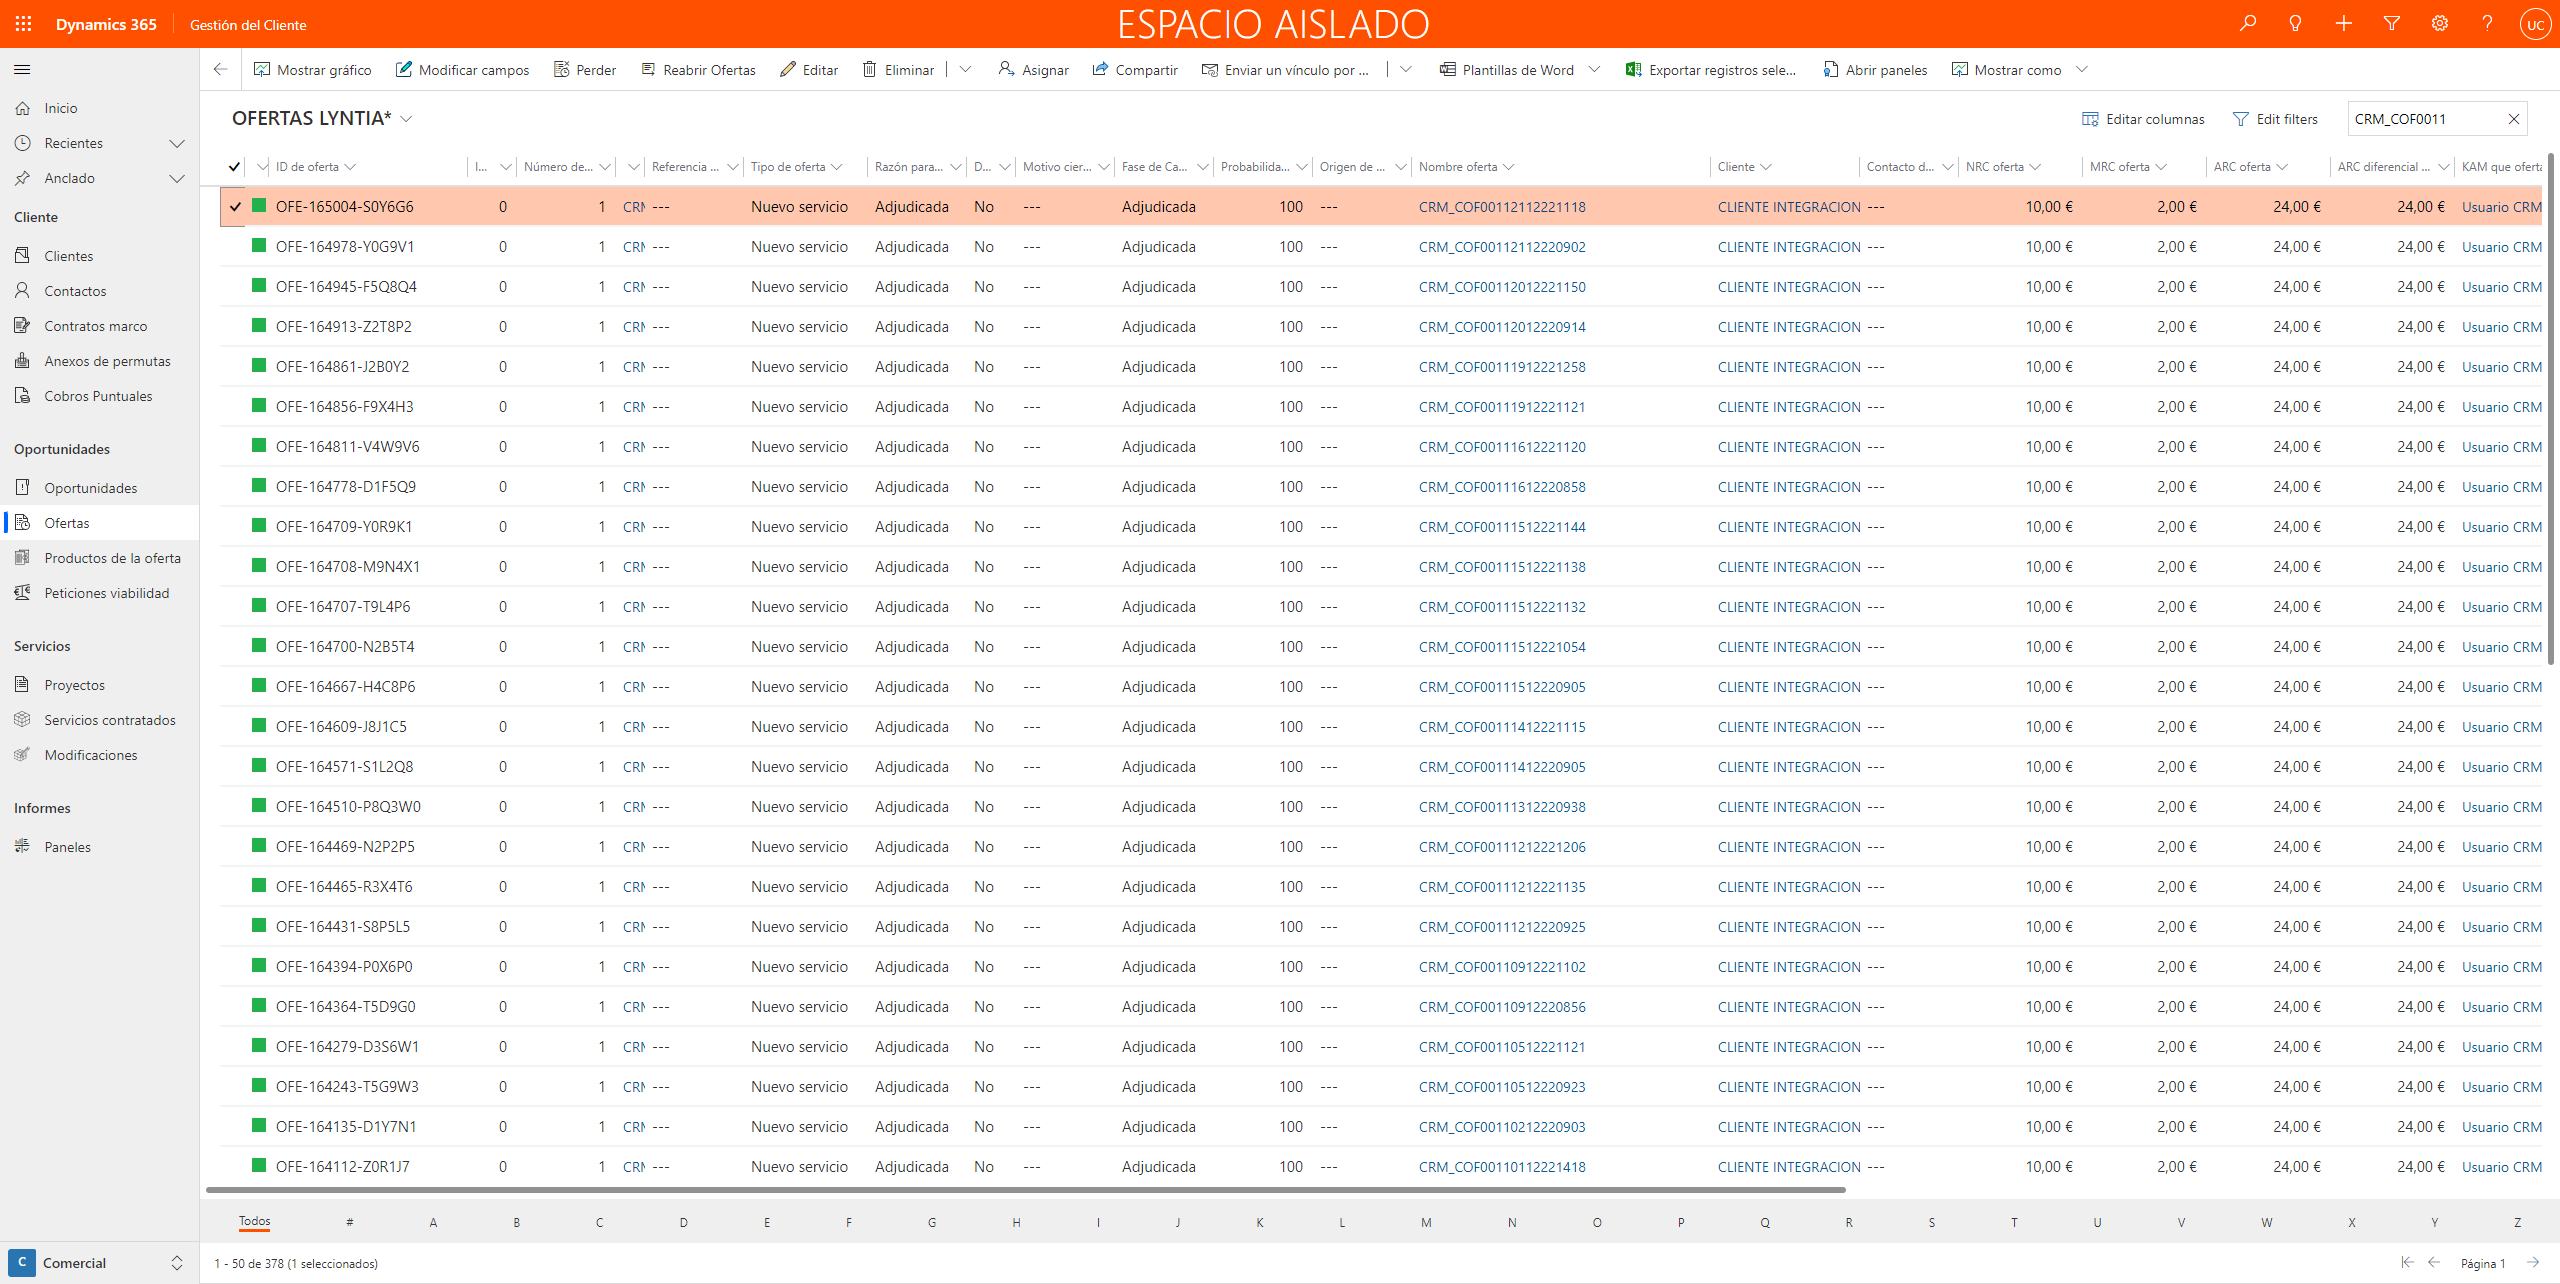 Dynamics 365 Gestión del Cliente ESPACIO AISLADO UC
Mostrar gráfico Modificar campos Perder Reabrir Ofertas Editar Eliminar Asignar Compartir Enviar un vínculo por ... Plantillas de Word Exportar registros sele... Abrir paneles Mostrar como
Inicio
Recientes
Anclado
Cliente
Clientes
Contactos
Contratos marco
Anexos de permutas
Cobros Puntuales
Oportunidades
Oportunidades
Ofertas
Productos de la oferta
Peticiones viabilidad
Servicios
Proyectos
Servicios contratados
Modificaciones
Informes
Paneles
C Comercial
OFERTAS LYNTIA* Editar columnas Edit filters CRM_COF0011
ID de oferta I... Número de... Referencia ... Tipo de oferta Razón para... D... Motivo cier... Fase de Ca... Probabilida... Origen de ... Nombre oferta Cliente Contacto d... NRC oferta MRC oferta ARC oferta ARC diferencial ... KAM que oferta
OFE-165004-S0Y6G6 0 1 CRM --- Nuevo servicio Adjudicada No --- Adjudicada 100 --- CRM_COF00112112221118 CLIENTE INTEGRACION --- 10,00 € 2,00 € 24,00 € 24,00 € Usuario CRM
OFE-164978-Y0G9V1 0 1 CRM --- Nuevo servicio Adjudicada No --- Adjudicada 100 --- CRM_COF00112112220902 CLIENTE INTEGRACION --- 10,00 € 2,00 € 24,00 € 24,00 € Usuario CRM
OFE-164945-F5Q8Q4 0 1 CRM --- Nuevo servicio Adjudicada No --- Adjudicada 100 --- CRM_COF00112012221150 CLIENTE INTEGRACION --- 10,00 € 2,00 € 24,00 € 24,00 € Usuario CRM
OFE-164913-Z2T8P2 0 1 CRM --- Nuevo servicio Adjudicada No --- Adjudicada 100 --- CRM_COF00112012220914 CLIENTE INTEGRACION --- 10,00 € 2,00 € 24,00 € 24,00 € Usuario CRM
OFE-164861-J2B0Y2 0 1 CRM --- Nuevo servicio Adjudicada No --- Adjudicada 100 --- CRM_COF00111912221258 CLIENTE INTEGRACION --- 10,00 € 2,00 € 24,00 € 24,00 € Usuario CRM
OFE-164856-F9X4H3 0 1 CRM --- Nuevo servicio Adjudicada No --- Adjudicada 100 --- CRM_COF00111912221121 CLIENTE INTEGRACION --- 10,00 € 2,00 € 24,00 € 24,00 € Usuario CRM
OFE-164811-V4W9V6 0 1 CRM --- Nuevo servicio Adjudicada No --- Adjudicada 100 --- CRM_COF00111612221120 CLIENTE INTEGRACION --- 10,00 € 2,00 € 24,00 € 24,00 € Usuario CRM
OFE-164778-D1F5Q9 0 1 CRM --- Nuevo servicio Adjudicada No --- Adjudicada 100 --- CRM_COF00111612220858 CLIENTE INTEGRACION --- 10,00 € 2,00 € 24,00 € 24,00 € Usuario CRM
OFE-164709-Y0R9K1 0 1 CRM --- Nuevo servicio Adjudicada No --- Adjudicada 100 --- CRM_COF00111512221144 CLIENTE INTEGRACION --- 10,00 € 2,00 € 24,00 € 24,00 € Usuario CRM
OFE-164708-M9N4X1 0 1 CRM --- Nuevo servicio Adjudicada No --- Adjudicada 100 --- CRM_COF00111512221138 CLIENTE INTEGRACION --- 10,00 € 2,00 € 24,00 € 24,00 € Usuario CRM
OFE-164707-T9L4P6 0 1 CRM --- Nuevo servicio Adjudicada No --- Adjudicada 100 --- CRM_COF00111512221132 CLIENTE INTEGRACION --- 10,00 € 2,00 € 24,00 € 24,00 € Usuario CRM
OFE-164700-N2B5T4 0 1 CRM --- Nuevo servicio Adjudicada No --- Adjudicada 100 --- CRM_COF00111512221054 CLIENTE INTEGRACION --- 10,00 € 2,00 € 24,00 € 24,00 € Usuario CRM
OFE-164667-H4C8P6 0 1 CRM --- Nuevo servicio Adjudicada No --- Adjudicada 100 --- CRM_COF00111512220905 CLIENTE INTEGRACION --- 10,00 € 2,00 € 24,00 € 24,00 € Usuario CRM
OFE-164609-J8J1C5 0 1 CRM --- Nuevo servicio Adjudicada No --- Adjudicada 100 --- CRM_COF00111412221115 CLIENTE INTEGRACION --- 10,00 € 2,00 € 24,00 € 24,00 € Usuario CRM
OFE-164571-S1L2Q8 0 1 CRM --- Nuevo servicio Adjudicada No --- Adjudicada 100 --- CRM_COF00111412220905 CLIENTE INTEGRACION --- 10,00 € 2,00 € 24,00 € 24,00 € Usuario CRM
OFE-164510-P8Q3W0 0 1 CRM --- Nuevo servicio Adjudicada No --- Adjudicada 100 --- CRM_COF00111312220938 CLIENTE INTEGRACION --- 10,00 € 2,00 € 24,00 € 24,00 € Usuario CRM
OFE-164469-N2P2P5 0 1 CRM --- Nuevo servicio Adjudicada No --- Adjudicada 100 --- CRM_COF00111212221206 CLIENTE INTEGRACION --- 10,00 € 2,00 € 24,00 € 24,00 € Usuario CRM
OFE-164465-R3X4T6 0 1 CRM --- Nuevo servicio Adjudicada No --- Adjudicada 100 --- CRM_COF00111212221135 CLIENTE INTEGRACION --- 10,00 € 2,00 € 24,00 € 24,00 € Usuario CRM
OFE-164431-S8P5L5 0 1 CRM --- Nuevo servicio Adjudicada No --- Adjudicada 100 --- CRM_COF00111212220925 CLIENTE INTEGRACION --- 10,00 € 2,00 € 24,00 € 24,00 € Usuario CRM
OFE-164394-P0X6P0 0 1 CRM --- Nuevo servicio Adjudicada No --- Adjudicada 100 --- CRM_COF00110912221102 CLIENTE INTEGRACION --- 10,00 € 2,00 € 24,00 € 24,00 € Usuario CRM
OFE-164364-T5D9G0 0 1 CRM --- Nuevo servicio Adjudicada No --- Adjudicada 100 --- CRM_COF00110912220856 CLIENTE INTEGRACION --- 10,00 € 2,00 € 24,00 € 24,00 € Usuario CRM
OFE-164279-D3S6W1 0 1 CRM --- Nuevo servicio Adjudicada No --- Adjudicada 100 --- CRM_COF00110512221121 CLIENTE INTEGRACION --- 10,00 € 2,00 € 24,00 € 24,00 € Usuario CRM
OFE-164243-T5G9W3 0 1 CRM --- Nuevo servicio Adjudicada No --- Adjudicada 100 --- CRM_COF00110512220923 CLIENTE INTEGRACION --- 10,00 € 2,00 € 24,00 € 24,00 € Usuario CRM
OFE-164135-D1Y7N1 0 1 CRM --- Nuevo servicio Adjudicada No --- Adjudicada 100 --- CRM_COF00110212220903 CLIENTE INTEGRACION --- 10,00 € 2,00 € 24,00 € 24,00 € Usuario CRM
OFE-164112-Z0R1J7 0 1 CRM --- Nuevo servicio Adjudicada No --- Adjudicada 100 --- CRM_COF00110112221418 CLIENTE INTEGRACION --- 10,00 € 2,00 € 24,00 € 24,00 € Usuario CRM
Todos # A B C D E F G H I J K L M N O P Q R S T U V W X Y Z
1 - 50 de 378 (1 seleccionados) Página 1